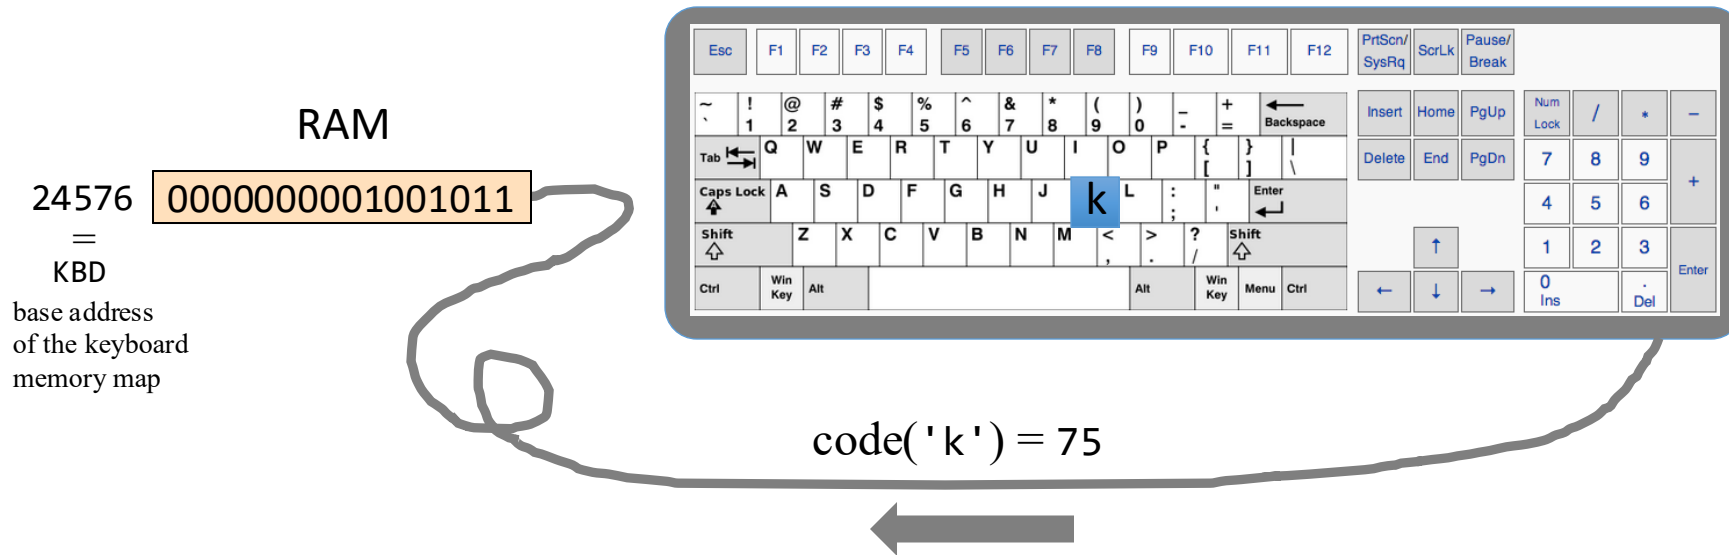 RAM
24576 0000000001001011
=
KBD
base address
of the keyboard
memory map
code('k') = 75
Esc F1 F2 F3 F4 F5 F6 F7 F8 F9 F10 F11 F12 PrtScn/ ScrLk Pause/
SysRq Break
~ ! @ # $ % ^ & * ( ) _ + Backspace
` 1 2 3 4 5 6 7 8 9 0 - =
Insert Home PgUp Num / * -
Lock
Tab Q W E R T Y U I O P { } |
[ ] \
Delete End PgDn 7 8 9
Caps Lock A S D F G H J k L : " Enter
; '
4 5 6 +
Shift Z X C V B N M < > ? Shift
, . /
↑ 1 2 3
Ctrl Win Alt Alt Win Menu Ctrl
Key Key
← ↓ → 0 . Enter
Ins Del